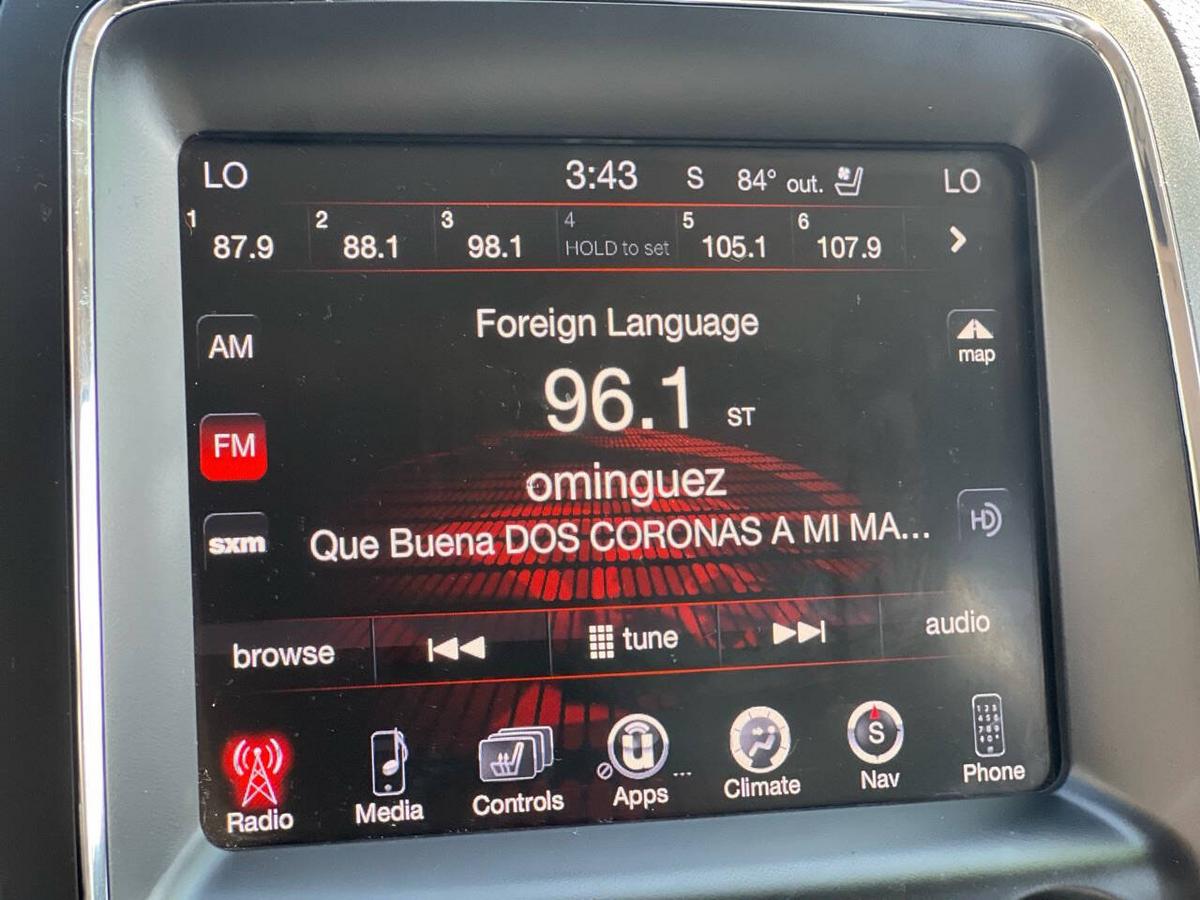 LO 3:43 S 84° out. LO
1 2 3 4 5 6
87.9 88.1 98.1 HOLD to set 105.1 107.9
Foreign Language
AM
map
96.1 ST
FM
ominguez
HD
sxm
Que Buena DOS CORONAS A MI MA...
browse tune audio
Radio Media Controls Apps ... Climate Nav Phone
S